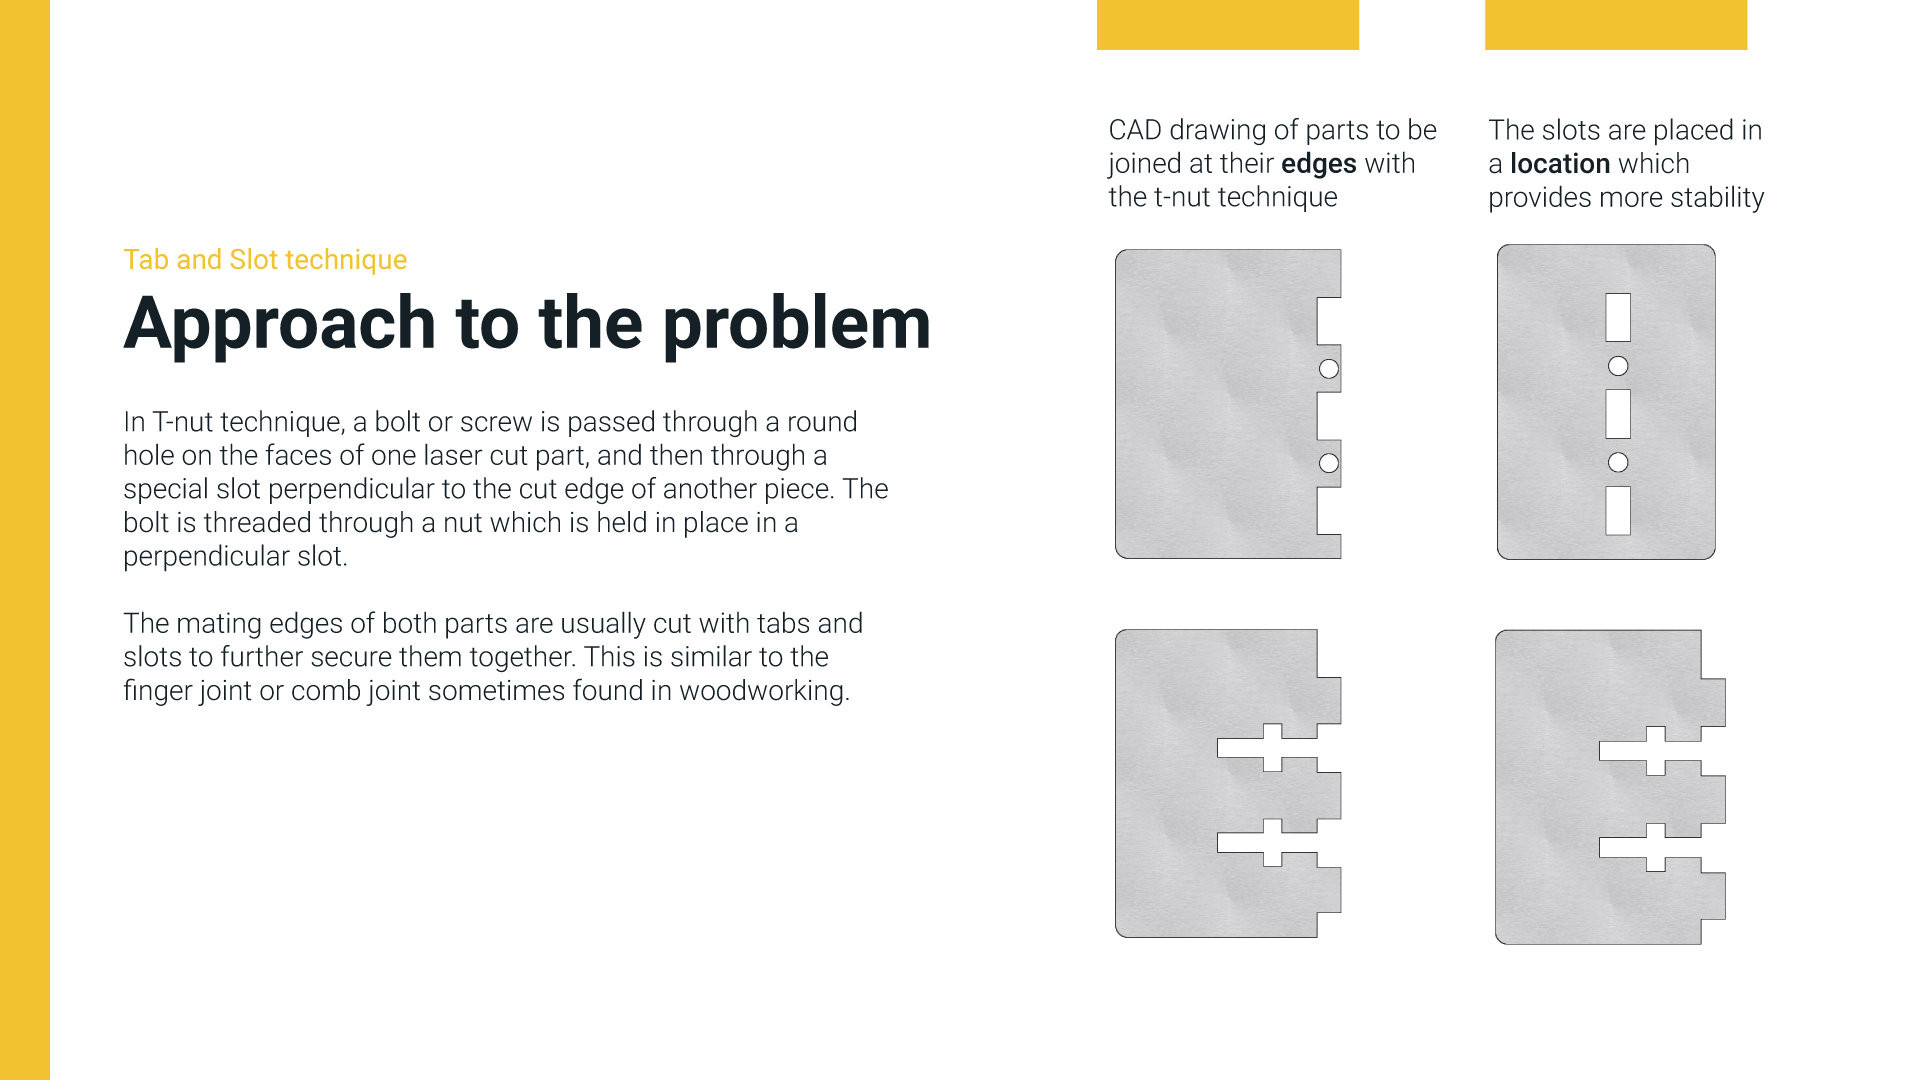 Tab and Slot technique
Approach to the problem
In T-nut technique, a bolt or screw is passed through a round
hole on the faces of one laser cut part, and then through a
special slot perpendicular to the cut edge of another piece. The
bolt is threaded through a nut which is held in place in a
perpendicular slot.
The mating edges of both parts are usually cut with tabs and
slots to further secure them together. This is similar to the
finger joint or comb joint sometimes found in woodworking.
CAD drawing of parts to be
joined at their edges with
the t-nut technique
The slots are placed in
a location which
provides more stability